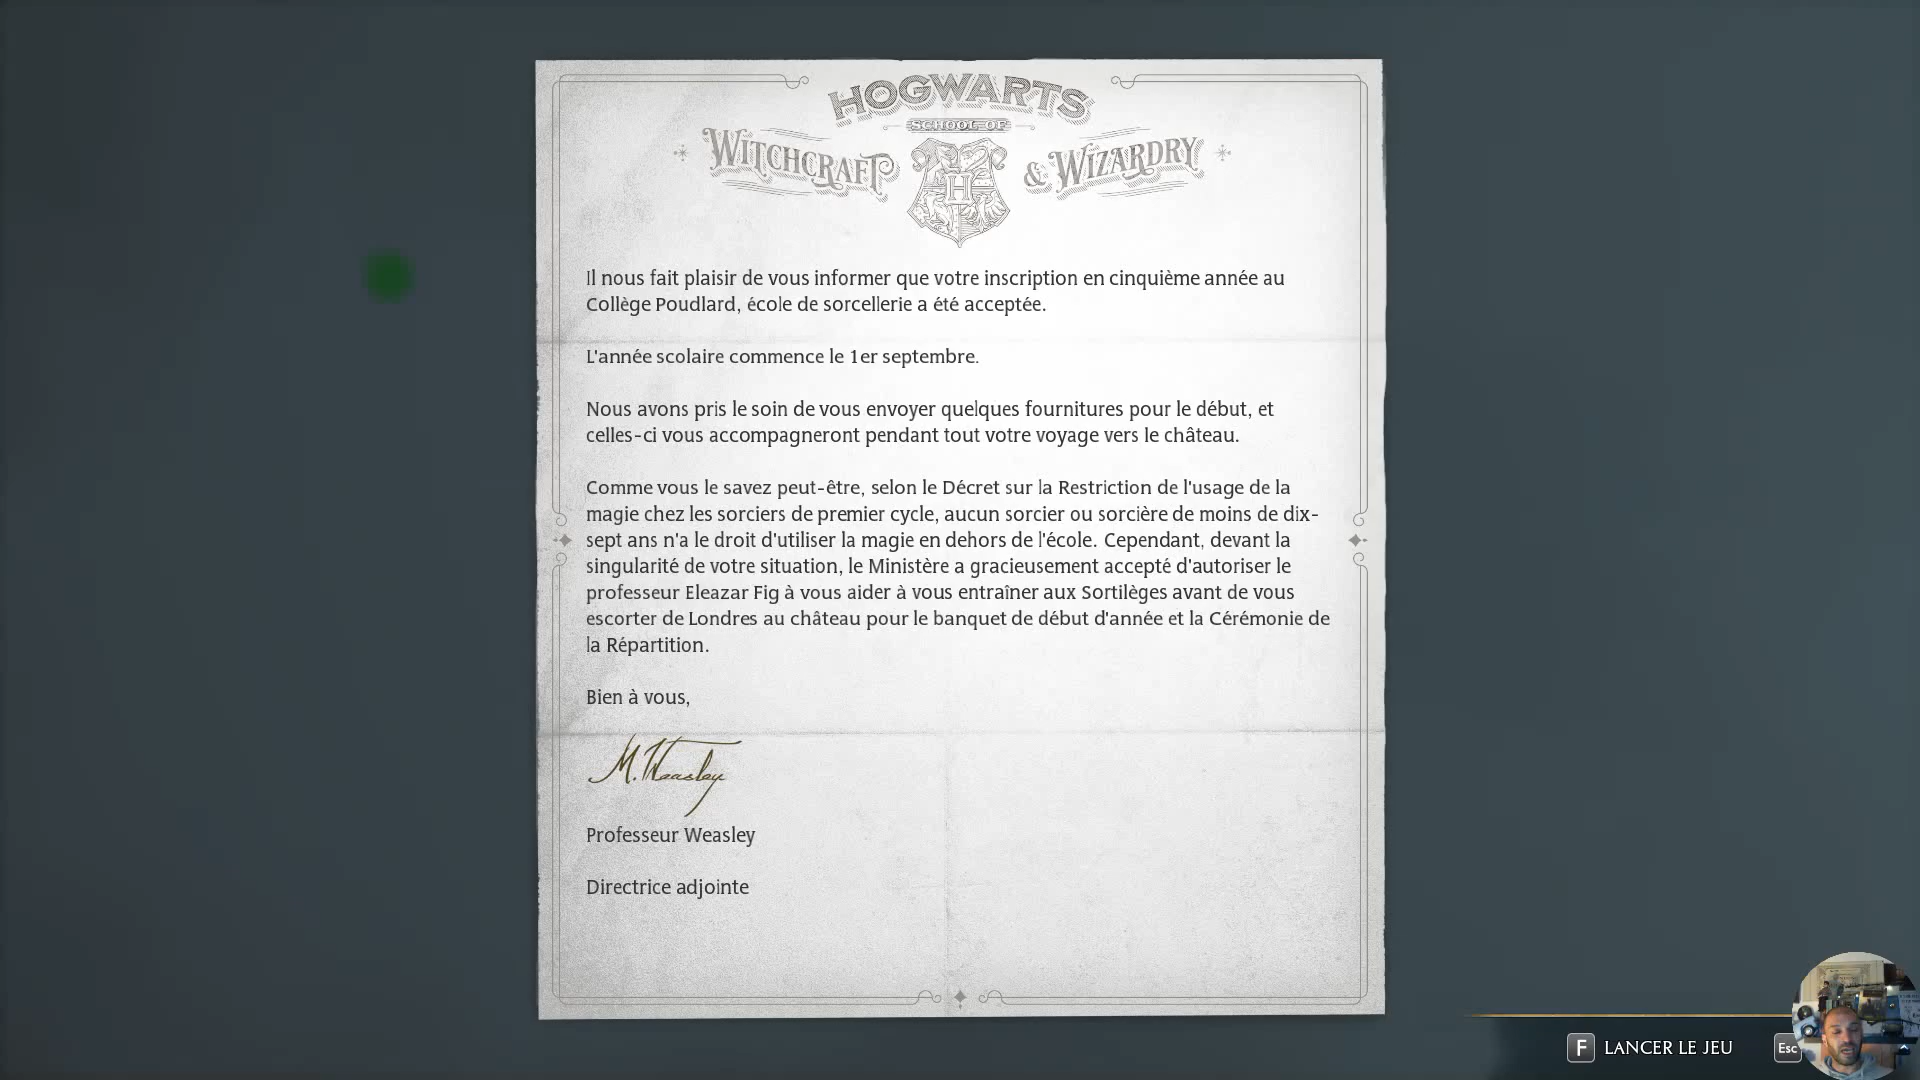 HOGWARTS
SCHOOL OF
WITCHCRAFT & WIZARDRY
H
Il nous fait plaisir de vous informer que votre inscription en cinquième année au
Collège Poudlard, école de sorcellerie a été acceptée.
L'année scolaire commence le 1er septembre.
Nous avons pris le soin de vous envoyer quelques fournitures pour le début, et
celles-ci vous accompagneront pendant tout votre voyage vers le château.
Comme vous le savez peut-être, selon le Décret sur la Restriction de l'usage de la
magie chez les sorciers de premier cycle, aucun sorcier ou sorcière de moins de dix-
sept ans n'a le droit d'utiliser la magie en dehors de l'école. Cependant, devant la
singularité de votre situation, le Ministère a gracieusement accepté d'autoriser le
professeur Eleazar Fig à vous aider à vous entraîner aux Sortilèges avant de vous
escorter de Londres au château pour le banquet de début d'année et la Cérémonie de
la Répartition.
Bien à vous,
M. Weasley
Professeur Weasley
Directrice adjointe
F LANCER LE JEU Esc